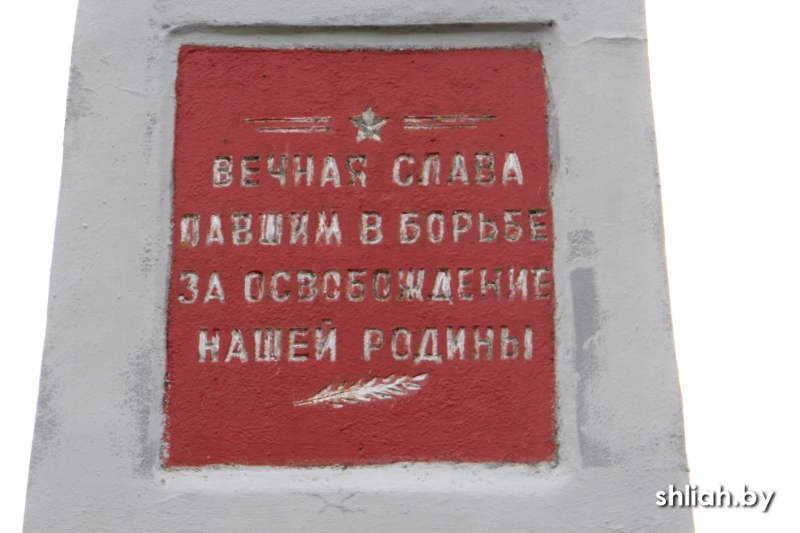 ВЕЧНАЯ СЛАВА
ПАВШИМ В БОРЬБЕ
ЗА ОСВОБОЖДЕНИЕ
НАШЕЙ РОДИНЫ
shliah.by